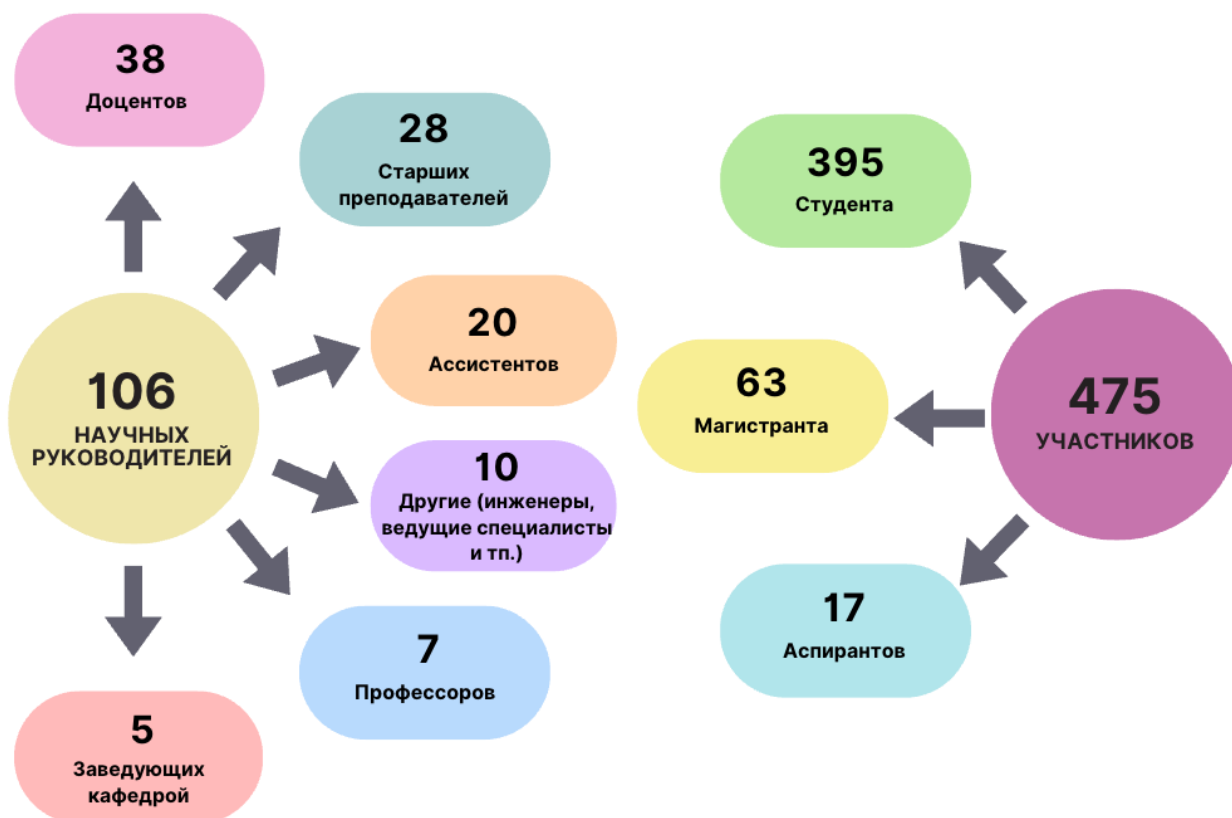 38
Доцентов
28
Старших
преподавателей
20
Ассистентов
106
НАУЧНЫХ
РУКОВОДИТЕЛЕЙ
10
Другие (инженеры,
ведущие специалисты
и тп.)
7
Профессоров
5
Заведующих
кафедрой
395
Студента
63
Магистранта
475
УЧАСТНИКОВ
17
Аспирантов